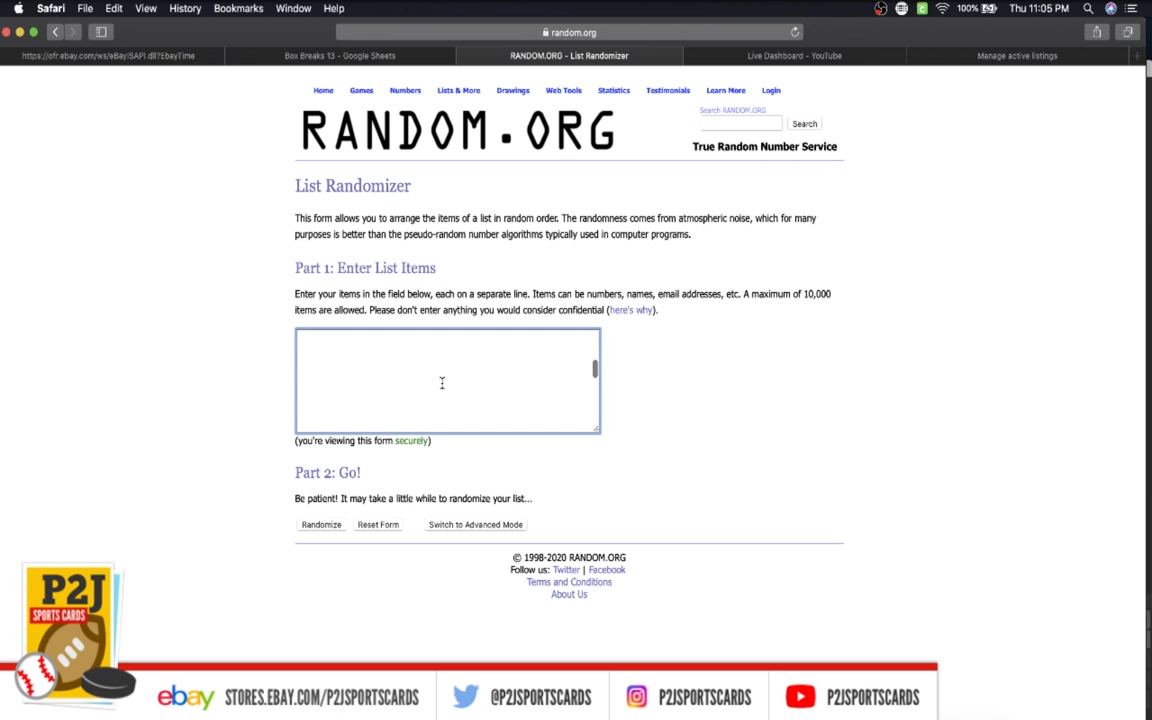 Safari File Edit View History Bookmarks Window Help 100% Thu 11:05 PM
random.org
https://ofr.ebay.com/ws/eBayISAPI.dll?EbayTime Box Breaks 13 - Google Sheets RANDOM.ORG - List Randomizer Live Dashboard - YouTube Manage active listings
Home Games Numbers Lists & More Drawings Web Tools Statistics Testimonials Learn More Login
RANDOM.ORG
Search RANDOM.ORG
Search
True Random Number Service
List Randomizer
This form allows you to arrange the items of a list in random order. The randomness comes from atmospheric noise, which for many
purposes is better than the pseudo-random number algorithms typically used in computer programs.
Part 1: Enter List Items
Enter your items in the field below, each on a separate line. Items can be numbers, names, email addresses, etc. A maximum of 10,000
items are allowed. Please don't enter anything you would consider confidential (here's why).
(you're viewing this form securely)
Part 2: Go!
Be patient! It may take a little while to randomize your list...
Randomize Reset Form Switch to Advanced Mode
© 1998-2020 RANDOM.ORG
Follow us: Twitter | Facebook
Terms and Conditions
About Us
P2J
SPORTS CARDS
ebay STORES.EBAY.COM/P2JSPORTSCARDS @P2JSPORTSCARDS P2JSPORTSCARDS P2JSPORTSCARDS